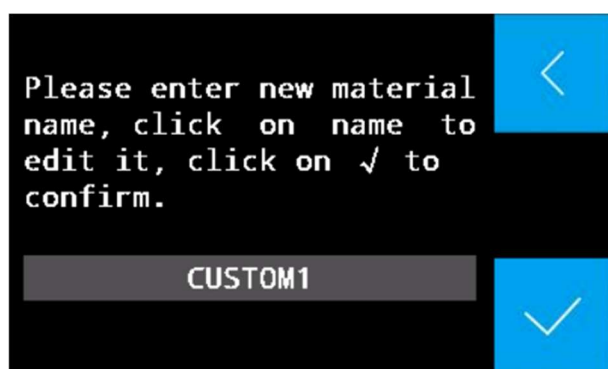 Please enter new material
name, click on name to
edit it, click on √ to
confirm.
CUSTOM1